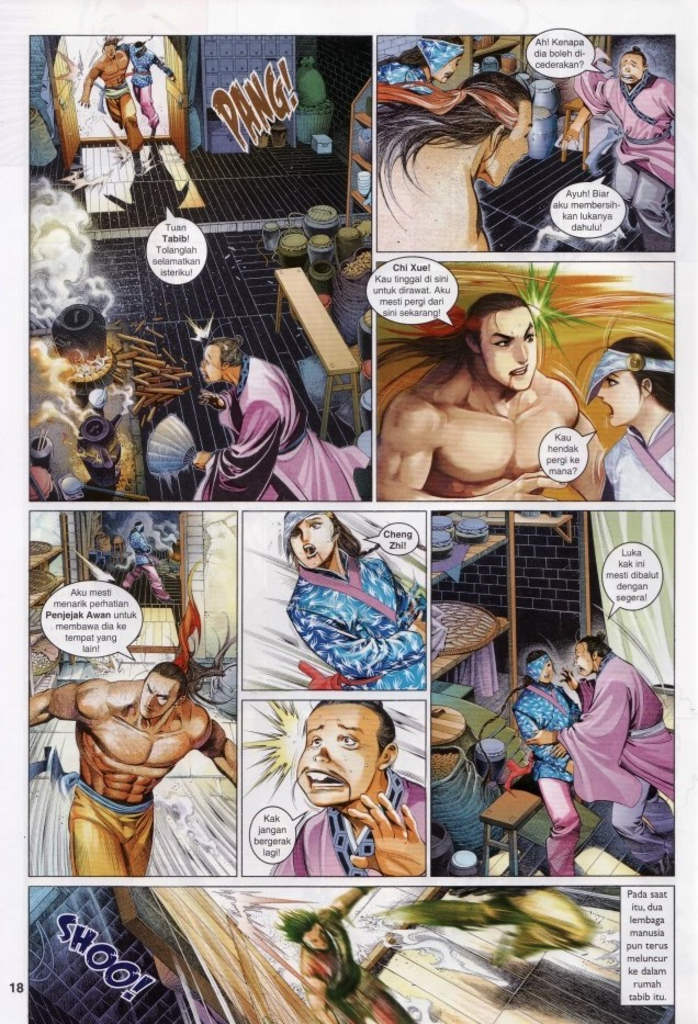 PANG!
Tuan
Tabib!
Tolanglah
selamatkan
isteriku!
Ah! Kenapa
dia boleh di-
cederakan?
Ayuh! Biar
aku membersih-
kan lukanya
dahulu!
Chi Xue!
Kau tinggal di sini
untuk dirawat. Aku
mesti pergi dari
sini sekarang!
Kau
hendak
pergi ke
mana?
Aku mesti
menarik perhatian
Penjejak Awan untuk
membawa dia ke
tempat yang
lain!
Cheng
Zhi!
Kak
jangan
bergerak
lagi!
Luka
kak ini
mesti dibalut
dengan
segera!
SHOOO!
Pada saat
itu, dua
lembaga
manusia
pun terus
meluncur
ke dalam
rumah
tabib itu.
18